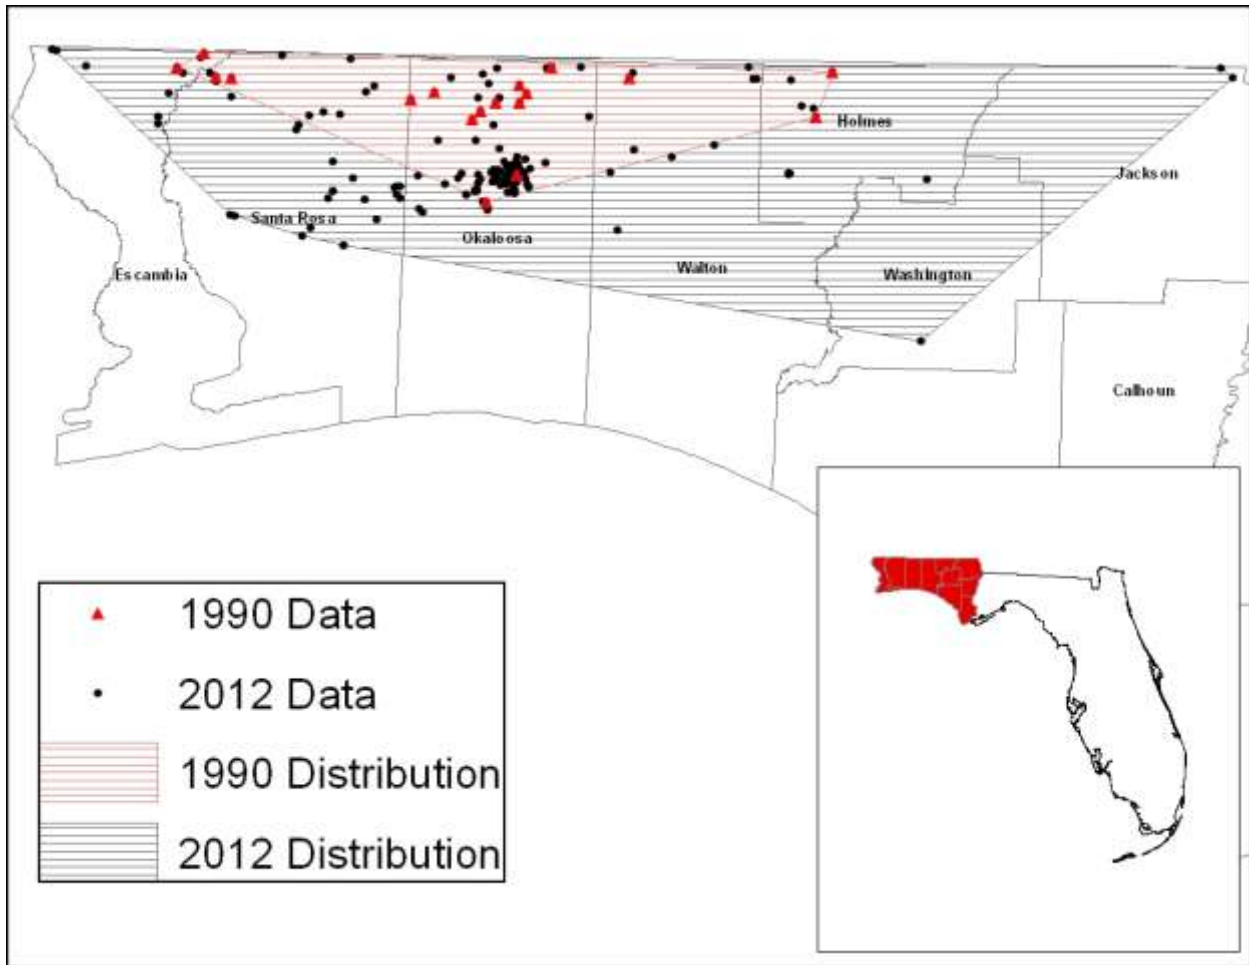 Holmes
Jackson
Santa Rosa
Okaloosa
Walton
Washington
Escambia
Calhoun
1990 Data
2012 Data
1990 Distribution
2012 Distribution